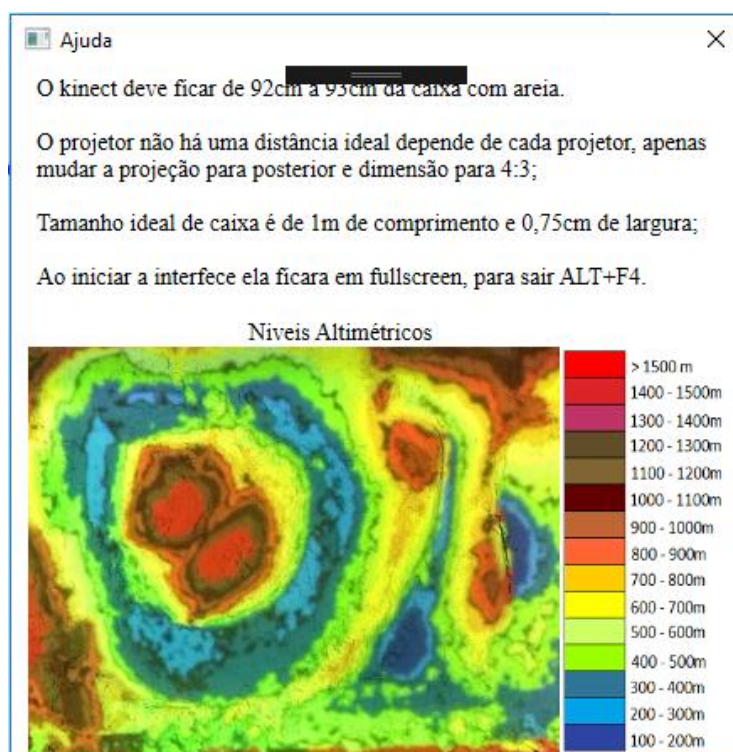 Ajuda
O kinect deve ficar de 92cm a 93cm da caixa com areia.
O projetor não há uma distância ideal depende de cada projetor, apenas
mudar a projeção para posterior e dimensão para 4:3;
Tamanho ideal de caixa é de 1m de comprimento e 0,75cm de largura;
Ao iniciar a interfece ela ficara em fullscreen, para sair ALT+F4.
Niveis Altimétricos
> 1500 m
1400 - 1500m
1300 - 1400m
1200 - 1300m
1100 - 1200m
1000 - 1100m
900 - 1000m
800 - 900m
700 - 800m
600 - 700m
500 - 600m
400 - 500m
300 - 400m
200 - 300m
100 - 200m